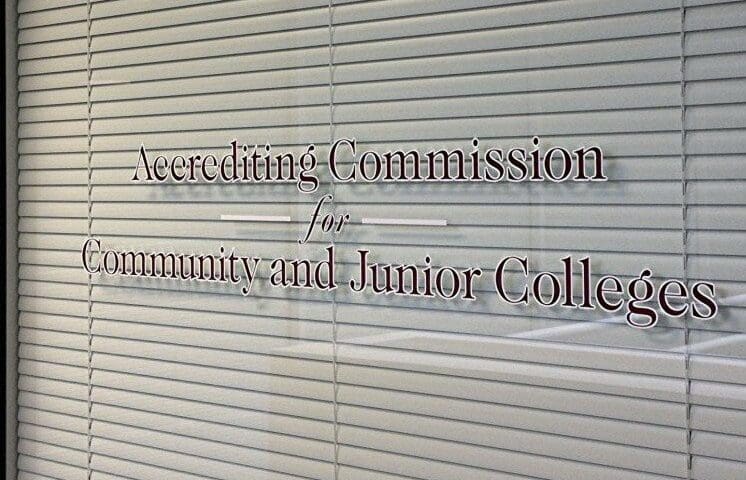 Accrediting Commission
for
Community and Junior Colleges